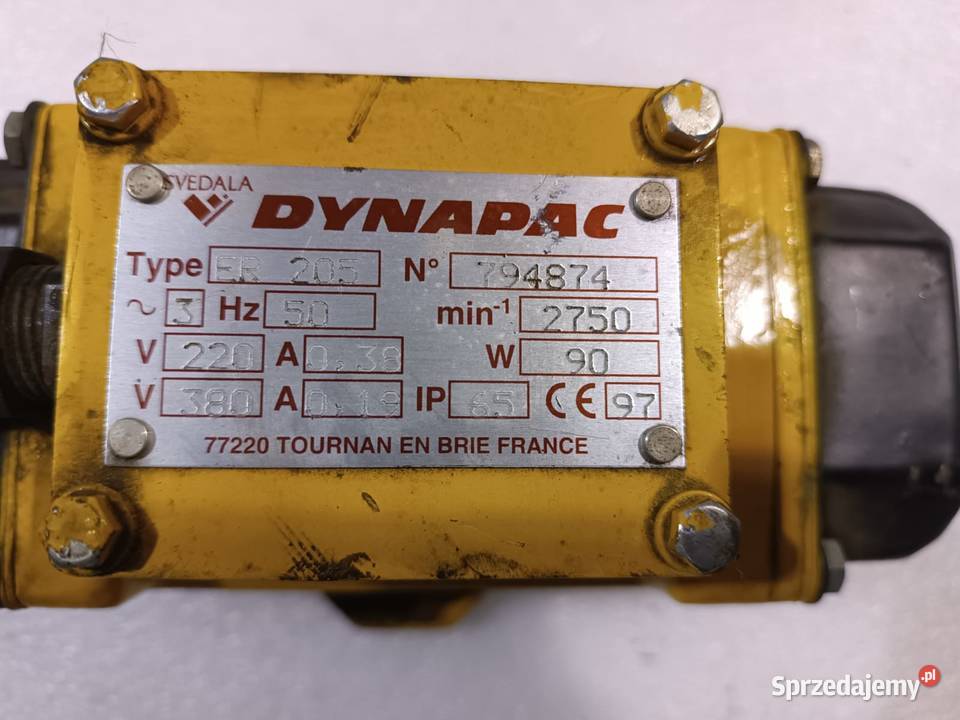 SVEDALA
DYNAPAC
Type ER 205 N° 794874
~ 3 Hz 50 min-1 2750
V 220 A 0,38 W 90
V 380 A 0,19 IP 65 CE 97
77220 TOURNAN EN BRIE FRANCE
Sprzedajemy.pl